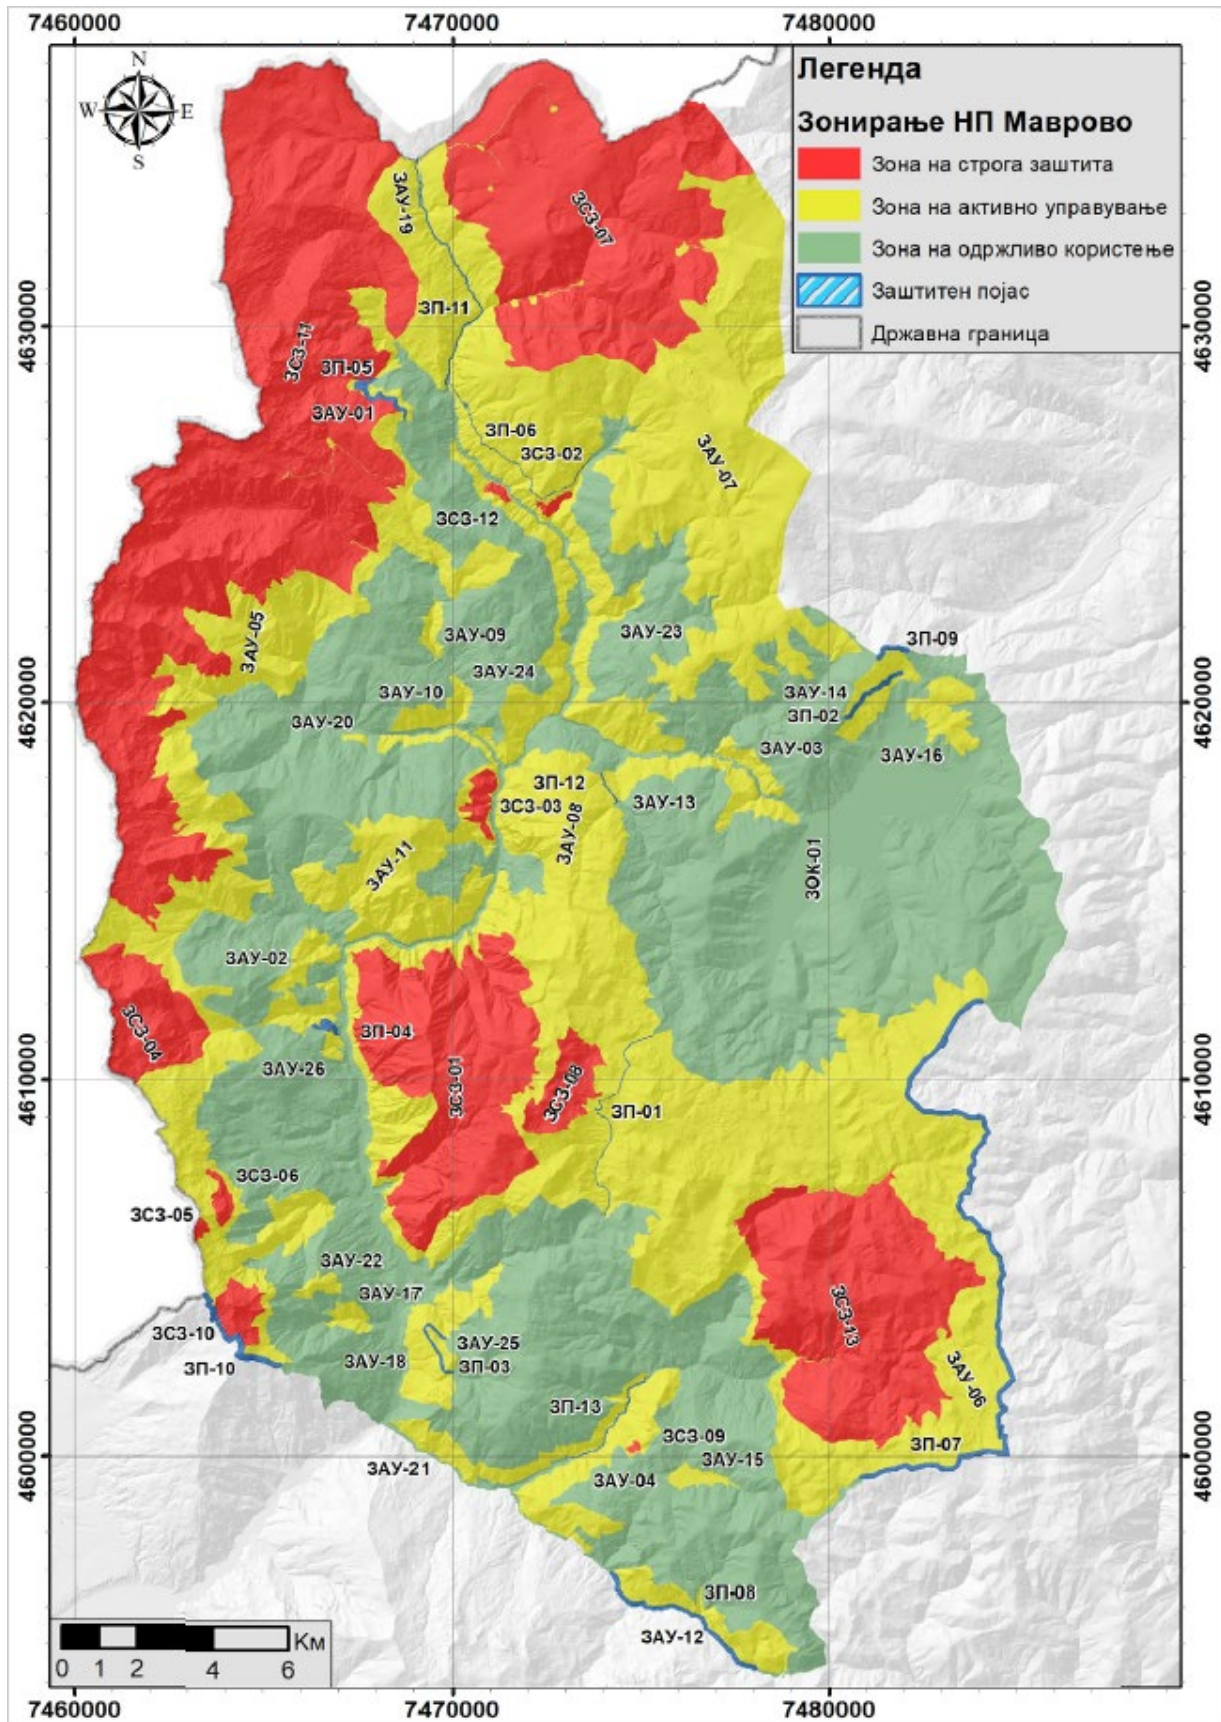 7460000
7470000
7480000
N
W
E
S
Легенда
Зонирање НП Маврово
Зона на строга заштита
Зона на активно управување
Зона на одржливо користење
Заштитен појас
Државна граница
ЗАУ-19
ЗСЗ-07
4630000
4630000
ЗП-11
ЗСЗ-11
ЗП-05
ЗАУ-01
ЗП-06
ЗСЗ-02
ЗАУ-07
ЗСЗ-12
ЗАУ-05
ЗАУ-09
ЗАУ-23
ЗП-09
ЗАУ-24
ЗАУ-10
ЗАУ-14
4620000
4620000
ЗАУ-20
ЗП-02
ЗАУ-03
ЗАУ-16
ЗП-12
ЗСЗ-03
ЗАУ-13
ЗАУ-08
ЗАУ-11
ЗОК-01
ЗАУ-02
ЗСЗ-04
ЗП-04
ЗАУ-26
ЗСЗ-01
ЗСЗ-08
4610000
4610000
ЗП-01
ЗСЗ-06
ЗСЗ-05
ЗАУ-22
ЗАУ-17
ЗСЗ-13
ЗСЗ-10
ЗАУ-25
ЗП-10
ЗАУ-18
ЗП-03
ЗАУ-06
ЗП-13
ЗСЗ-09
ЗП-07
ЗАУ-15
4600000
4600000
ЗАУ-21
ЗАУ-04
ЗП-08
ЗАУ-12
Км
0 1 2 4 6
7460000
7470000
7480000